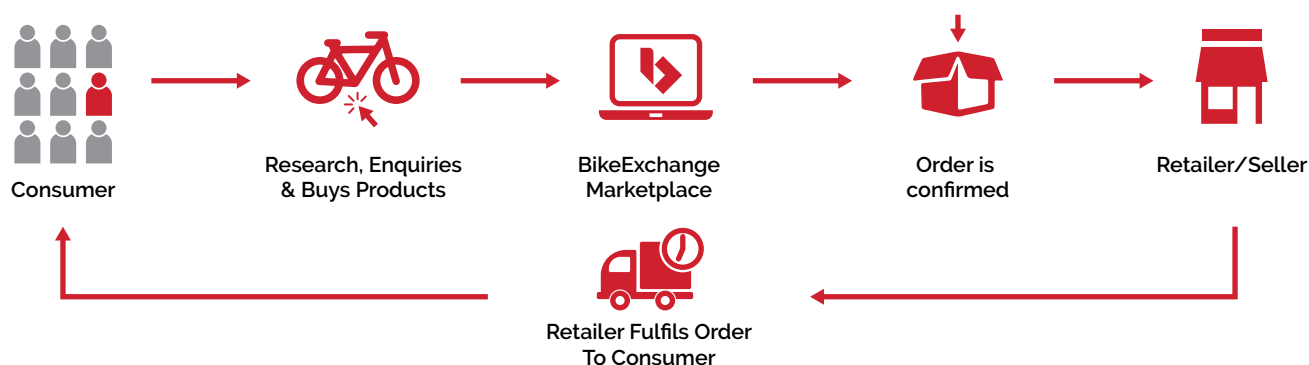 Consumer
Research, Enquiries
& Buys Products
BikeExchange
Marketplace
Order is
confirmed
Retailer/Seller
Retailer Fulfils Order
To Consumer